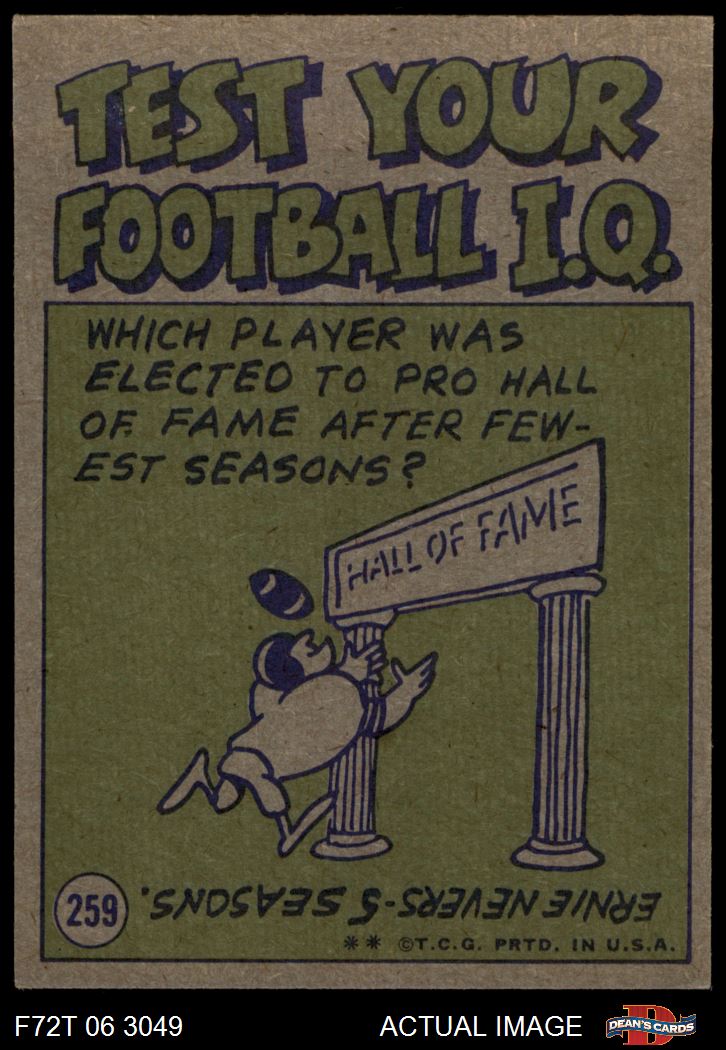 TEST YOUR
FOOTBALL I.Q.
WHICH PLAYER WAS
ELECTED TO PRO HALL
OF FAME AFTER FEW-
EST SEASONS?
HALL OF FAME
ERNIE NEVERS-5 SEASONS.
259
** ©T.C.G. PRTD. IN U.S.A.
F72T 06 3049
ACTUAL IMAGE
D
DEAN'S CARDS